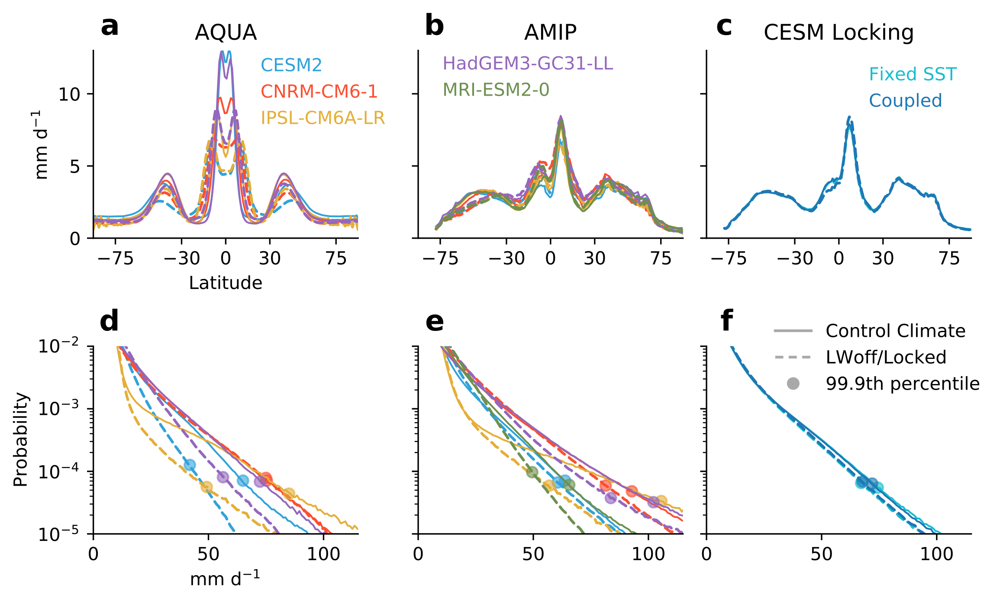 a
AQUA
b
AMIP
c
CESM Locking
CESM2
CNRM-CM6-1
IPSL-CM6A-LR
HadGEM3-GC31-LL
MRI-ESM2-0
Fixed SST
Coupled
mm d⁻¹
10
5
0
−75 −30 0 30 75
−75 −30 0 30 75
−75 −30 0 30 75
Latitude
d
e
f
Control Climate
LWoff/Locked
99.9th percentile
Probability
10⁻²
10⁻³
10⁻⁴
10⁻⁵
0 50 100
0 50 100
0 50 100
mm d⁻¹